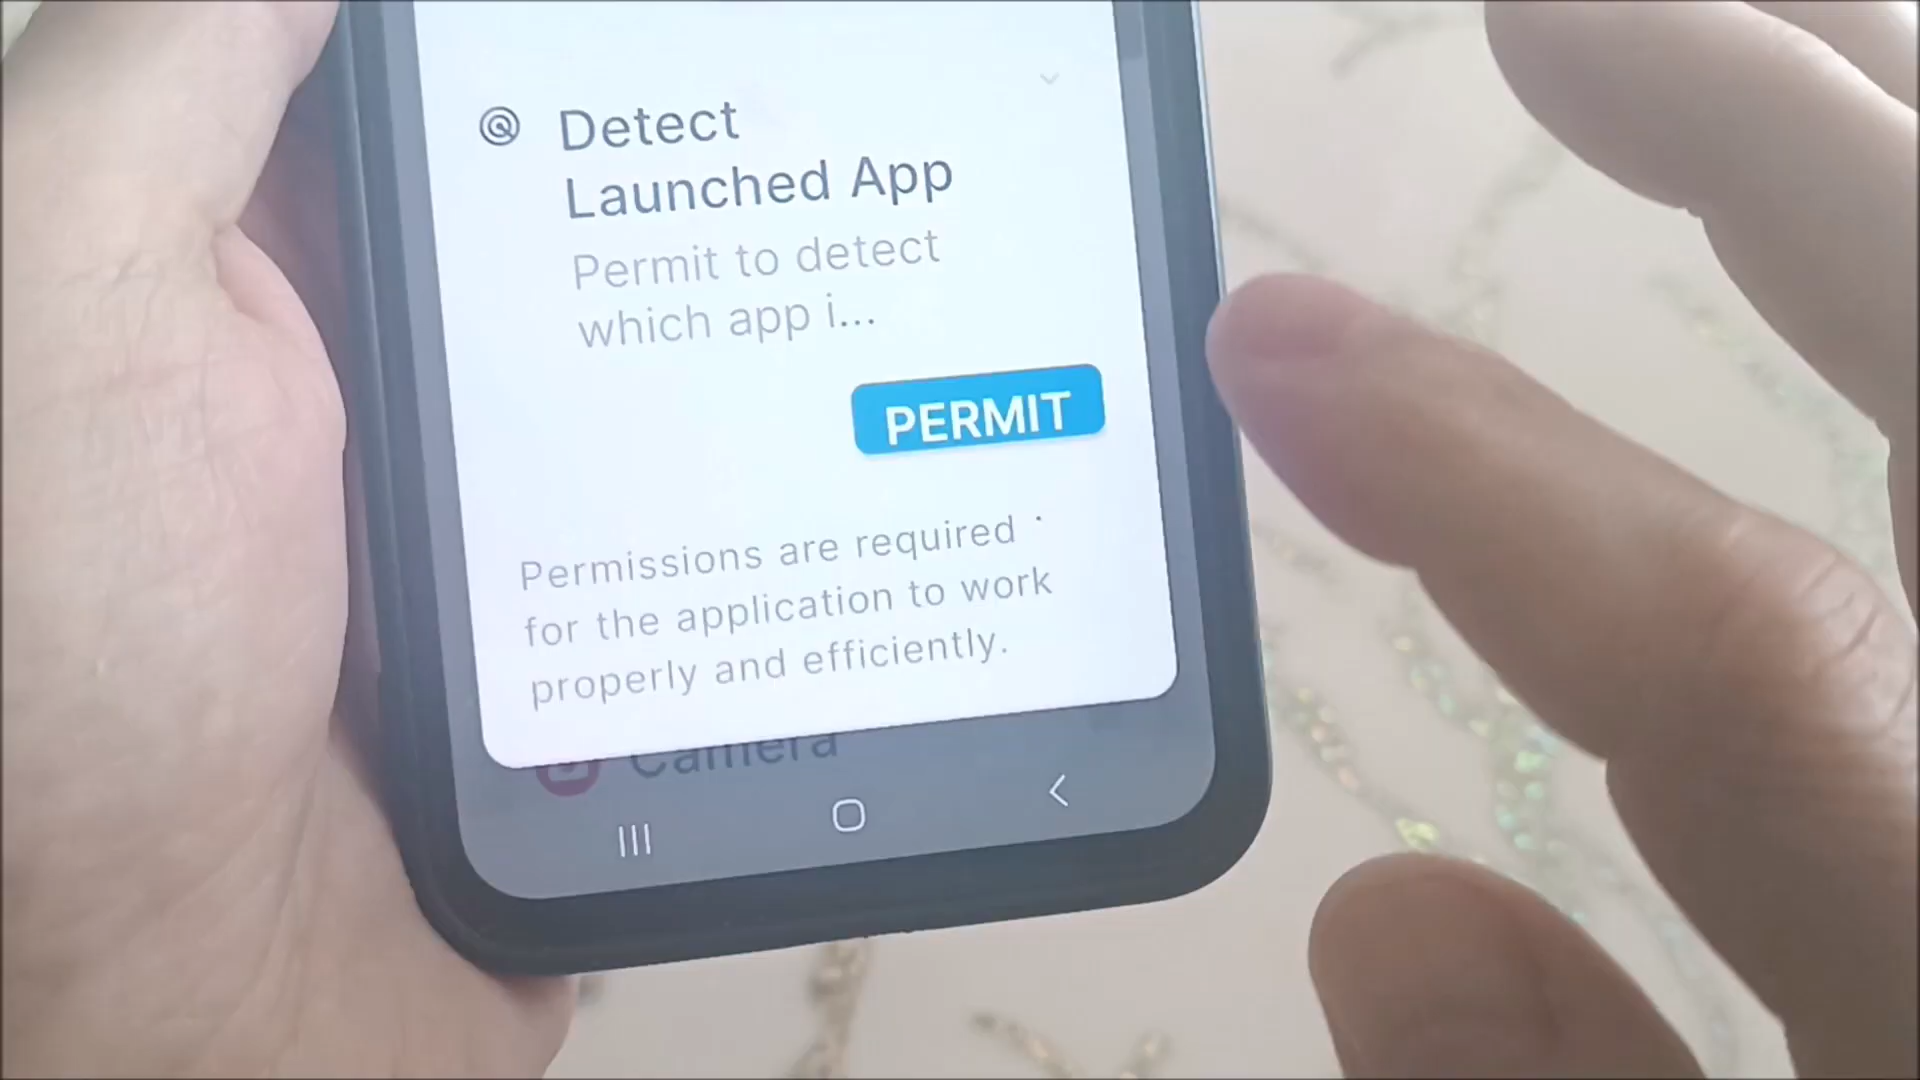 Detect
Launched App
Permit to detect
which app i...
PERMIT
Permissions are required
for the application to work
properly and efficiently.
Camera